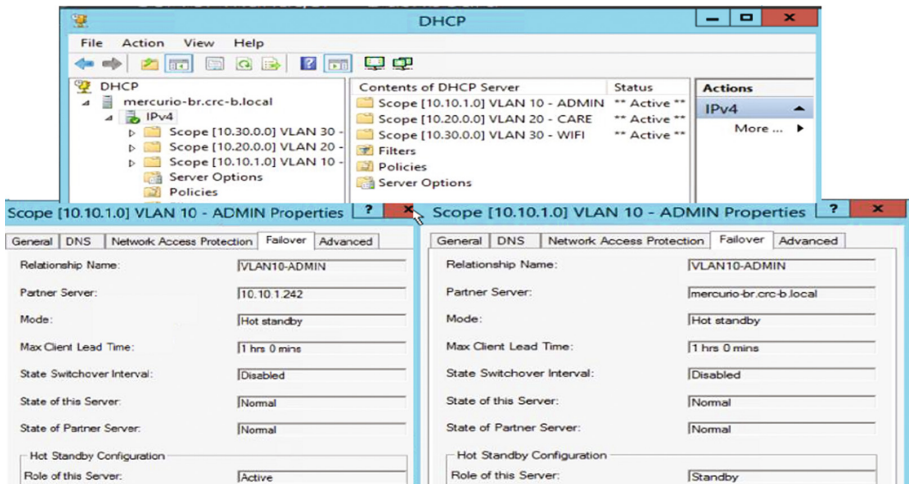 DHCP
File Action View Help
DHCP
mercurio-br.crc-b.local
IPv4
Scope [10.30.0.0] VLAN 30 -
Scope [10.20.0.0] VLAN 20 -
Scope [10.10.1.0] VLAN 10 -
Server Options
Policies
Contents of DHCP Server Status
Scope [10.10.1.0] VLAN 10 - ADMIN ** Active **
Scope [10.20.0.0] VLAN 20 - CARE ** Active **
Scope [10.30.0.0] VLAN 30 - WIFI ** Active **
Filters
Policies
Server Options
Actions
IPv4
More ...
Scope [10.10.1.0] VLAN 10 - ADMIN Properties
General DNS Network Access Protection Failover Advanced
Relationship Name: VLAN10-ADMIN
Partner Server: 10.10.1.242
Mode: Hot standby
Max Client Lead Time: 1 hrs 0 mins
State Switchover Interval: Disabled
State of this Server: Normal
State of Partner Server: Normal
Hot Standby Configuration
Role of this Server: Active
Scope [10.10.1.0] VLAN 10 - ADMIN Properties
General DNS Network Access Protection Failover Advanced
Relationship Name: VLAN10-ADMIN
Partner Server: mercurio-br.crc-b.local
Mode: Hot standby
Max Client Lead Time: 1 hrs 0 mins
State Switchover Interval: Disabled
State of this Server: Normal
State of Partner Server: Normal
Hot Standby Configuration
Role of this Server: Standby